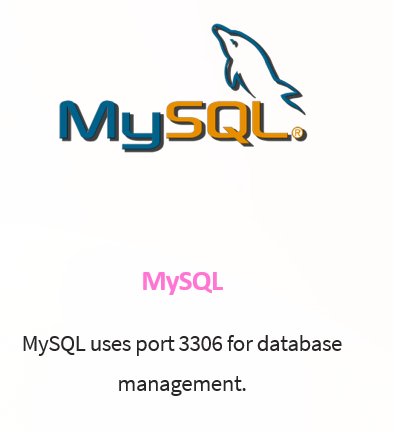 MySQL®
MySQL
MySQL uses port 3306 for database
management.